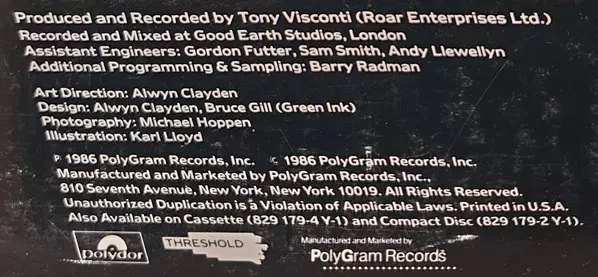 Produced and Recorded by Tony Visconti (Roar Enterprises Ltd.)
Recorded and Mixed at Good Earth Studios, London
Assistant Engineers: Gordon Futter, Sam Smith, Andy Llewellyn
Additional Programming & Sampling: Barry Radman
Art Direction: Alwyn Clayden
Design: Alwyn Clayden, Bruce Gill (Green Ink)
Photography: Michael Hoppen
Illustration: Karl Lloyd
℗ 1986 PolyGram Records, Inc. © 1986 PolyGram Records, Inc.
Manufactured and Marketed by PolyGram Records, Inc.,
810 Seventh Avenue, New York, New York 10019. All Rights Reserved.
Unauthorized Duplication is a Violation of Applicable Laws. Printed in U.S.A.
Also Available on Cassette (829 179-4 Y-1) and Compact Disc (829 179-2 Y-1).
polydor
THRESHOLD
Manufactured and Marketed by
PolyGram Records